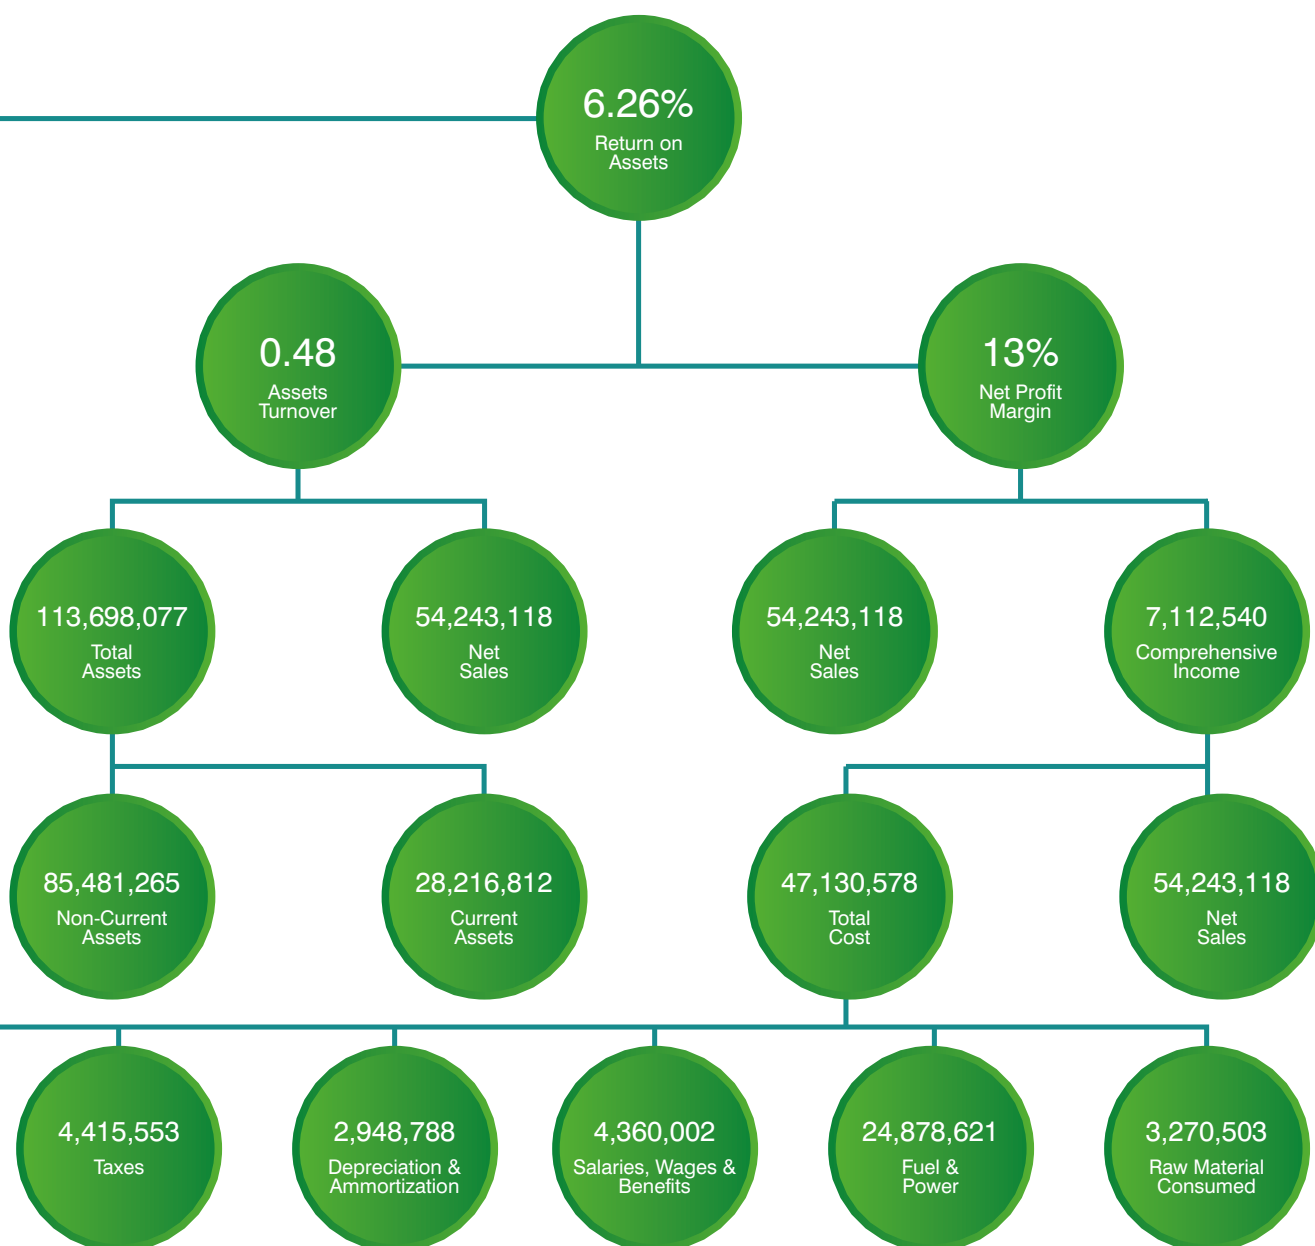 6.26%
Return on
Assets
0.48
Assets
Turnover
13%
Net Profit
Margin
113,698,077
Total
Assets
54,243,118
Net
Sales
54,243,118
Net
Sales
7,112,540
Comprehensive
Income
85,481,265
Non-Current
Assets
28,216,812
Current
Assets
47,130,578
Total
Cost
54,243,118
Net
Sales
4,415,553
Taxes
2,948,788
Depreciation &
Ammortization
4,360,002
Salaries, Wages &
Benefits
24,878,621
Fuel &
Power
3,270,503
Raw Material
Consumed